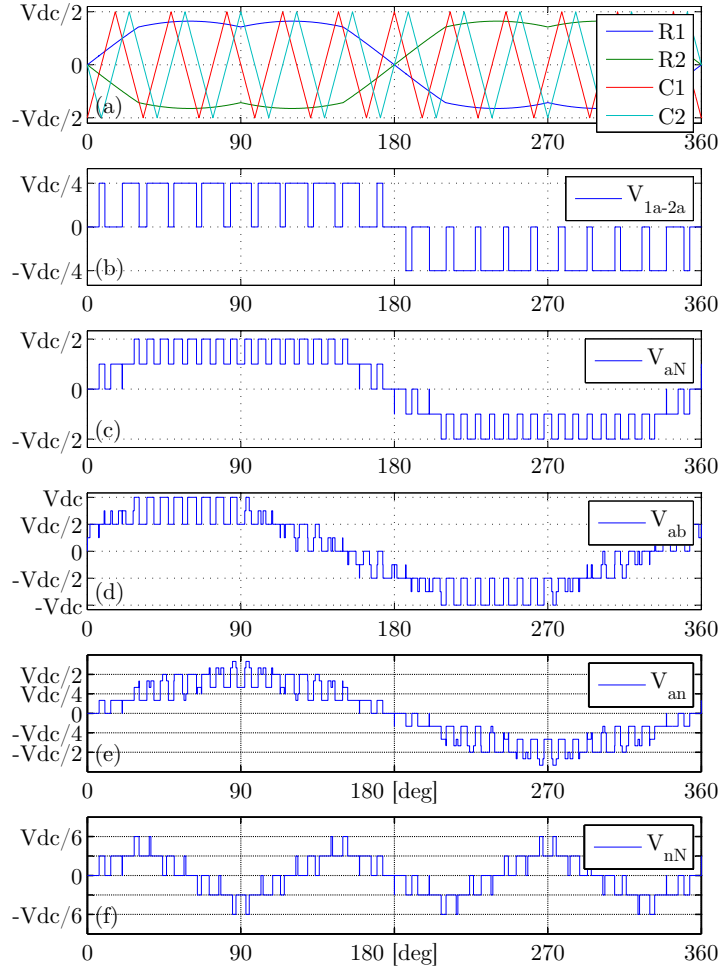 Vdc/2
0
-Vdc/2
(a)
R1
R2
C1
C2
0 90 180 270 360
Vdc/4
0
-Vdc/4
(b)
V1a-2a
0 90 180 270 360
Vdc/2
0
-Vdc/2
(c)
VaN
0 90 180 270 360
Vdc
Vdc/2
0
-Vdc/2
-Vdc
(d)
Vab
0 90 180 270 360
Vdc/2
Vdc/4
0
-Vdc/4
-Vdc/2
(e)
Van
0 90 180 [deg] 270 360
Vdc/6
0
-Vdc/6
(f)
VnN
0 90 180 [deg] 270 360